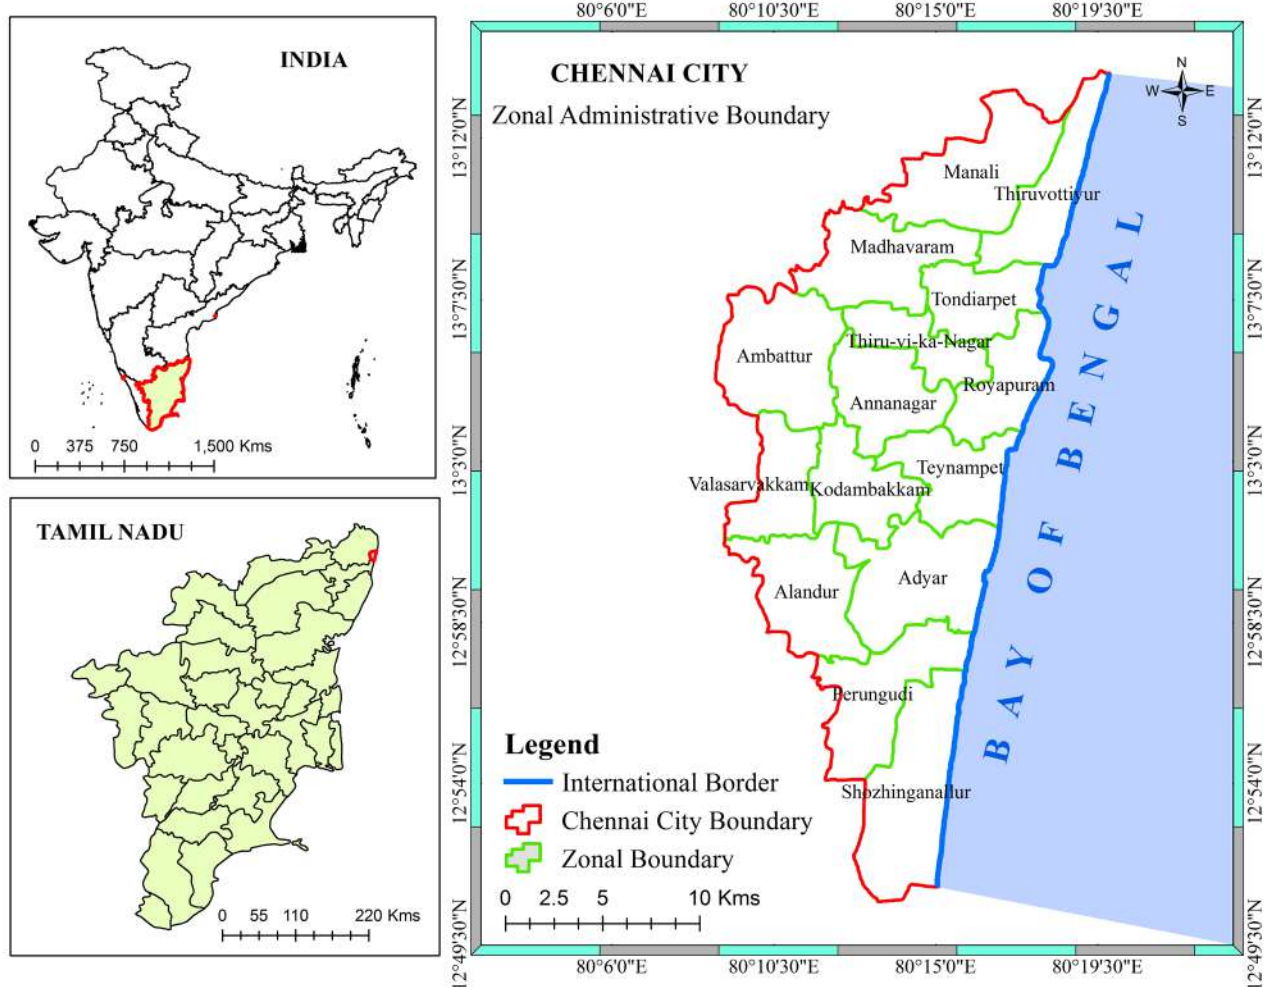 INDIA
0 375 750 1,500 Kms
TAMIL NADU
0 55 110 220 Kms
80°6'0"E 80°10'30"E 80°15'0"E 80°19'30"E
CHENNAI CITY
Zonal Administrative Boundary
N
W E
S
13°12'0"N 13°12'0"N
13°7'30"N 13°7'30"N
13°3'0"N 13°3'0"N
12°58'30"N 12°58'30"N
12°54'0"N 12°54'0"N
12°49'30"N 12°49'30"N
Manali
Thiruvottiyur
Madhavaram
Tondiarpet
Thiru-vi-ka-Nagar
Ambattur
Royapuram
Annanagar
Teynampet
Valasarvakkam
Kodambakkam
Adyar
Alandur
Perungudi
Shozhinganallur
BAY OF BENGAL
Legend
International Border
Chennai City Boundary
Zonal Boundary
0 2.5 5 10 Kms
80°6'0"E 80°10'30"E 80°15'0"E 80°19'30"E